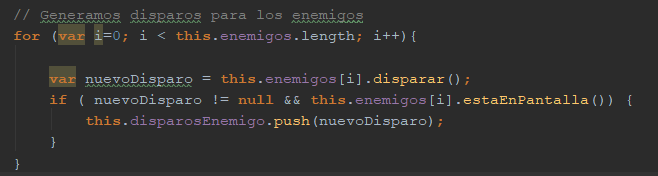 // Generamos disparos para los enemigos
for (var i=0; i < this.enemigos.length; i++){
var nuevoDisparo = this.enemigos[i].disparar();
if ( nuevoDisparo != null && this.enemigos[i].estaEnPantalla()) {
this.disparosEnemigo.push(nuevoDisparo);
}
}